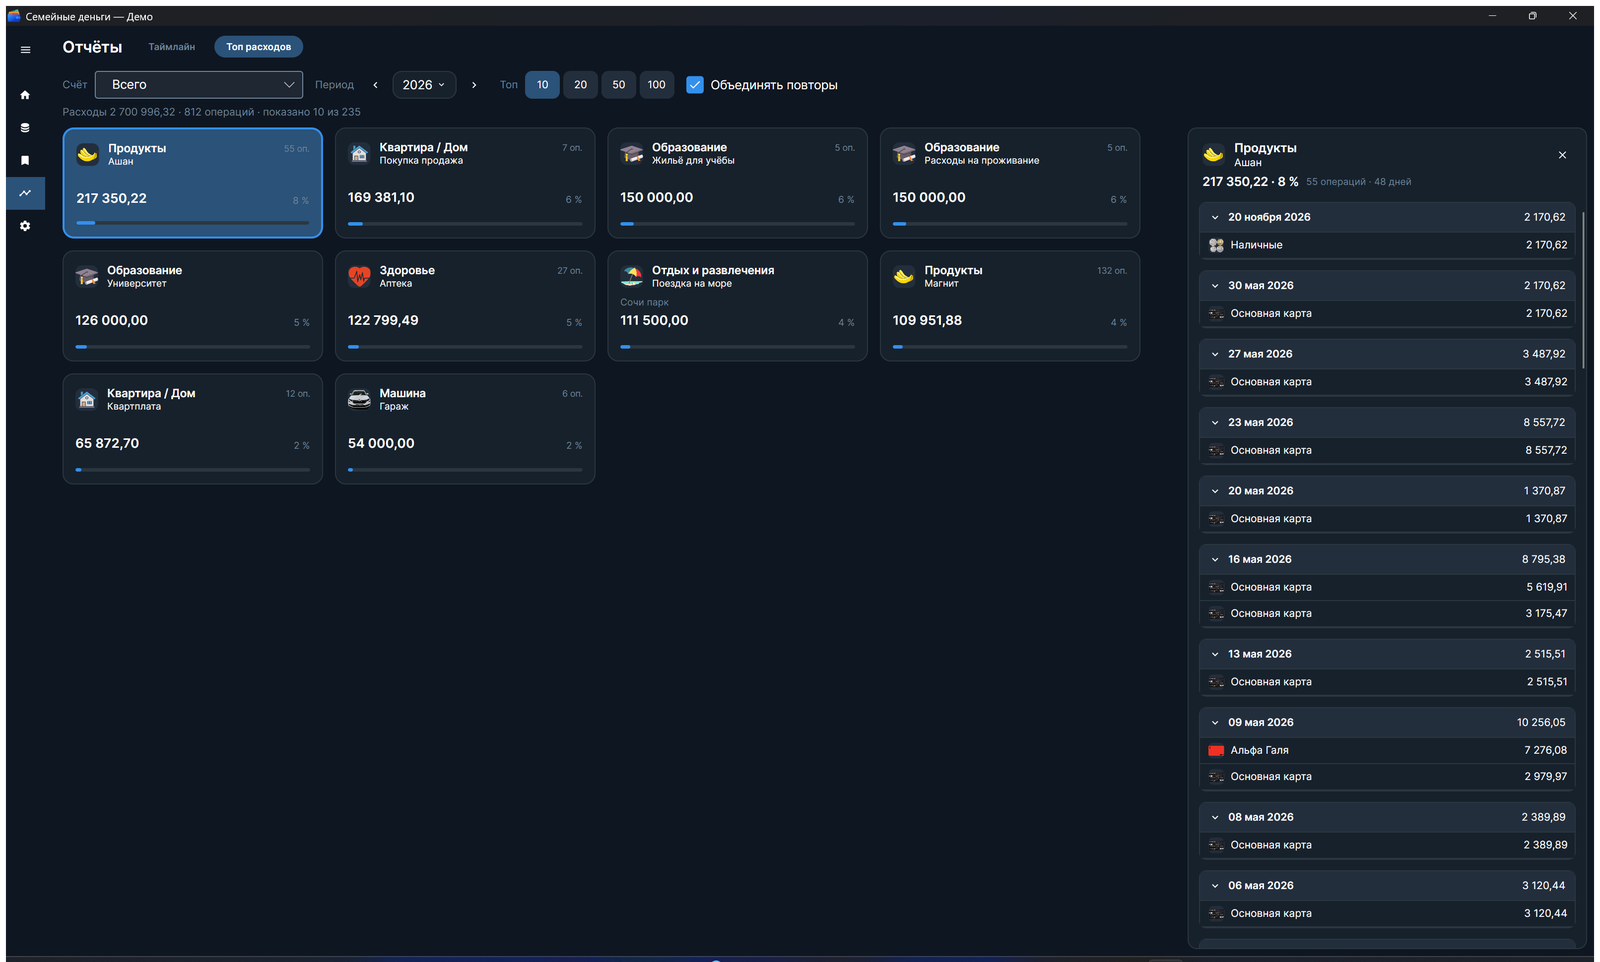 Семейные деньги — Демо
Отчёты Таймлайн Топ расходов
Счёт Всего Период 2026 Топ 10 20 50 100 Объединять повторы
Расходы 2 700 996,32 · 812 операций · показано 10 из 235
Продукты 55 оп.
Ашан
217 350,22 8 %
Квартира / Дом 7 оп.
Покупка продажа
169 381,10 6 %
Образование 5 оп.
Жильё для учёбы
150 000,00 6 %
Образование 5 оп.
Расходы на проживание
150 000,00 6 %
Образование
Университет
126 000,00 5 %
Здоровье 27 оп.
Аптека
122 799,49 5 %
Отдых и развлечения
Поездка на море
Сочи парк
111 500,00 4 %
Продукты 132 оп.
Магнит
109 951,88 4 %
Квартира / Дом 12 оп.
Квартплата
65 872,70 2 %
Машина 6 оп.
Гараж
54 000,00 2 %
Продукты
Ашан
217 350,22 · 8 % 55 операций · 48 дней
20 ноября 2026 2 170,62
Наличные 2 170,62
30 мая 2026 2 170,62
Основная карта 2 170,62
27 мая 2026 3 487,92
Основная карта 3 487,92
23 мая 2026 8 557,72
Основная карта 8 557,72
20 мая 2026 1 370,87
Основная карта 1 370,87
16 мая 2026 8 795,38
Основная карта 5 619,91
Основная карта 3 175,47
13 мая 2026 2 515,51
Основная карта 2 515,51
09 мая 2026 10 256,05
Альфа Галя 7 276,08
Основная карта 2 979,97
08 мая 2026 2 389,89
Основная карта 2 389,89
06 мая 2026 3 120,44
Основная карта 3 120,44